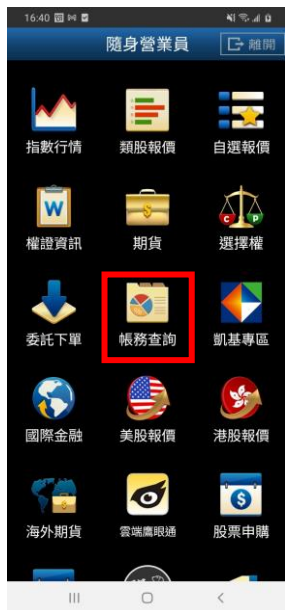 16:40
隨身營業員
離開
指數行情 類股報價 自選報價
W $ C P
權證資訊 期貨 選擇權
委託下單 帳務查詢 凱基專區
國際金融 美股報價 港股報價
$
海外期貨 雲端鷹眼通 股票申購